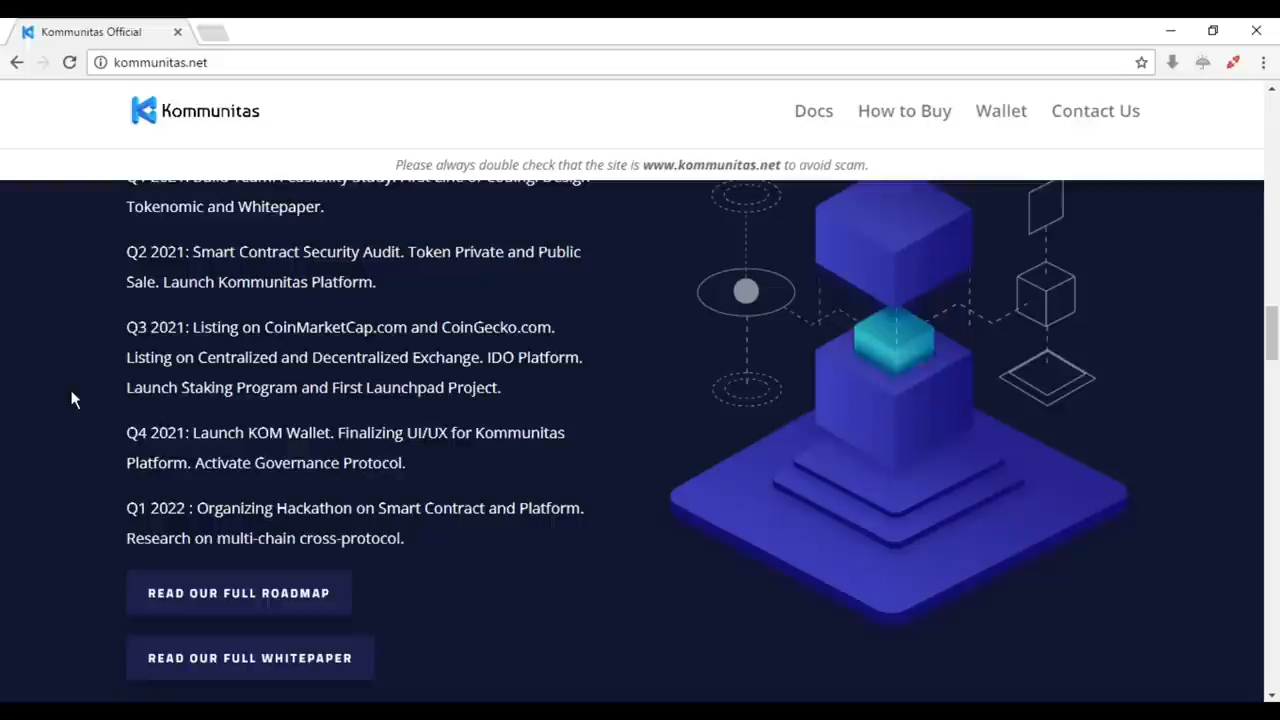 Kommunitas Official
kommunitas.net
Kommunitas
Docs How to Buy Wallet Contact Us
Please always double check that the site is www.kommunitas.net to avoid scam.
Tokenomic and Whitepaper.
Q2 2021: Smart Contract Security Audit. Token Private and Public
Sale. Launch Kommunitas Platform.
Q3 2021: Listing on CoinMarketCap.com and CoinGecko.com.
Listing on Centralized and Decentralized Exchange. IDO Platform.
Launch Staking Program and First Launchpad Project.
Q4 2021: Launch KOM Wallet. Finalizing UI/UX for Kommunitas
Platform. Activate Governance Protocol.
Q1 2022 : Organizing Hackathon on Smart Contract and Platform.
Research on multi-chain cross-protocol.
READ OUR FULL ROADMAP
READ OUR FULL WHITEPAPER